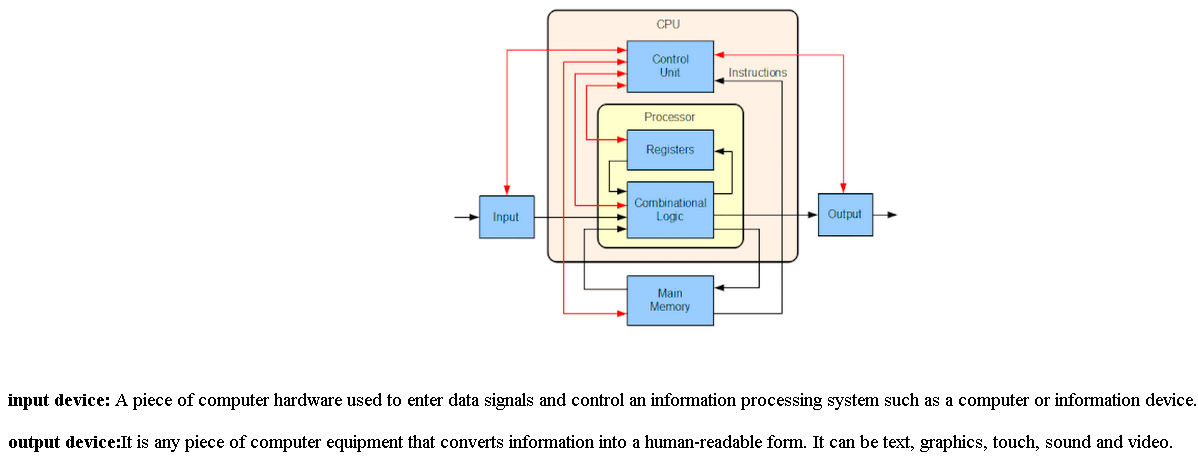 CPU
Control
Unit
Instructions
Processor
Registers
Combinational
Logic
Input
Output
Main
Memory
input device: A piece of computer hardware used to enter data signals and control an information processing system such as a computer or information device.
output device:It is any piece of computer equipment that converts information into a human-readable form. It can be text, graphics, touch, sound and video.